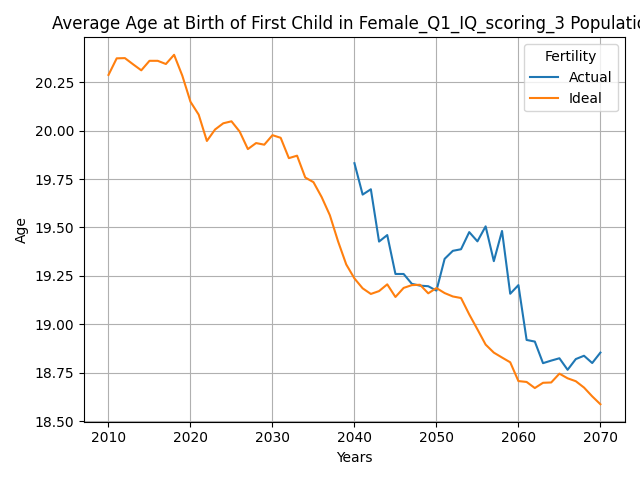 Average Age at Birth of First Child in Female_Q1_IQ_scoring_3 Populatio
Fertility
Actual
Ideal
Age
20.25
20.00
19.75
19.50
19.25
19.00
18.75
18.50
2010 2020 2030 2040 2050 2060 2070
Years